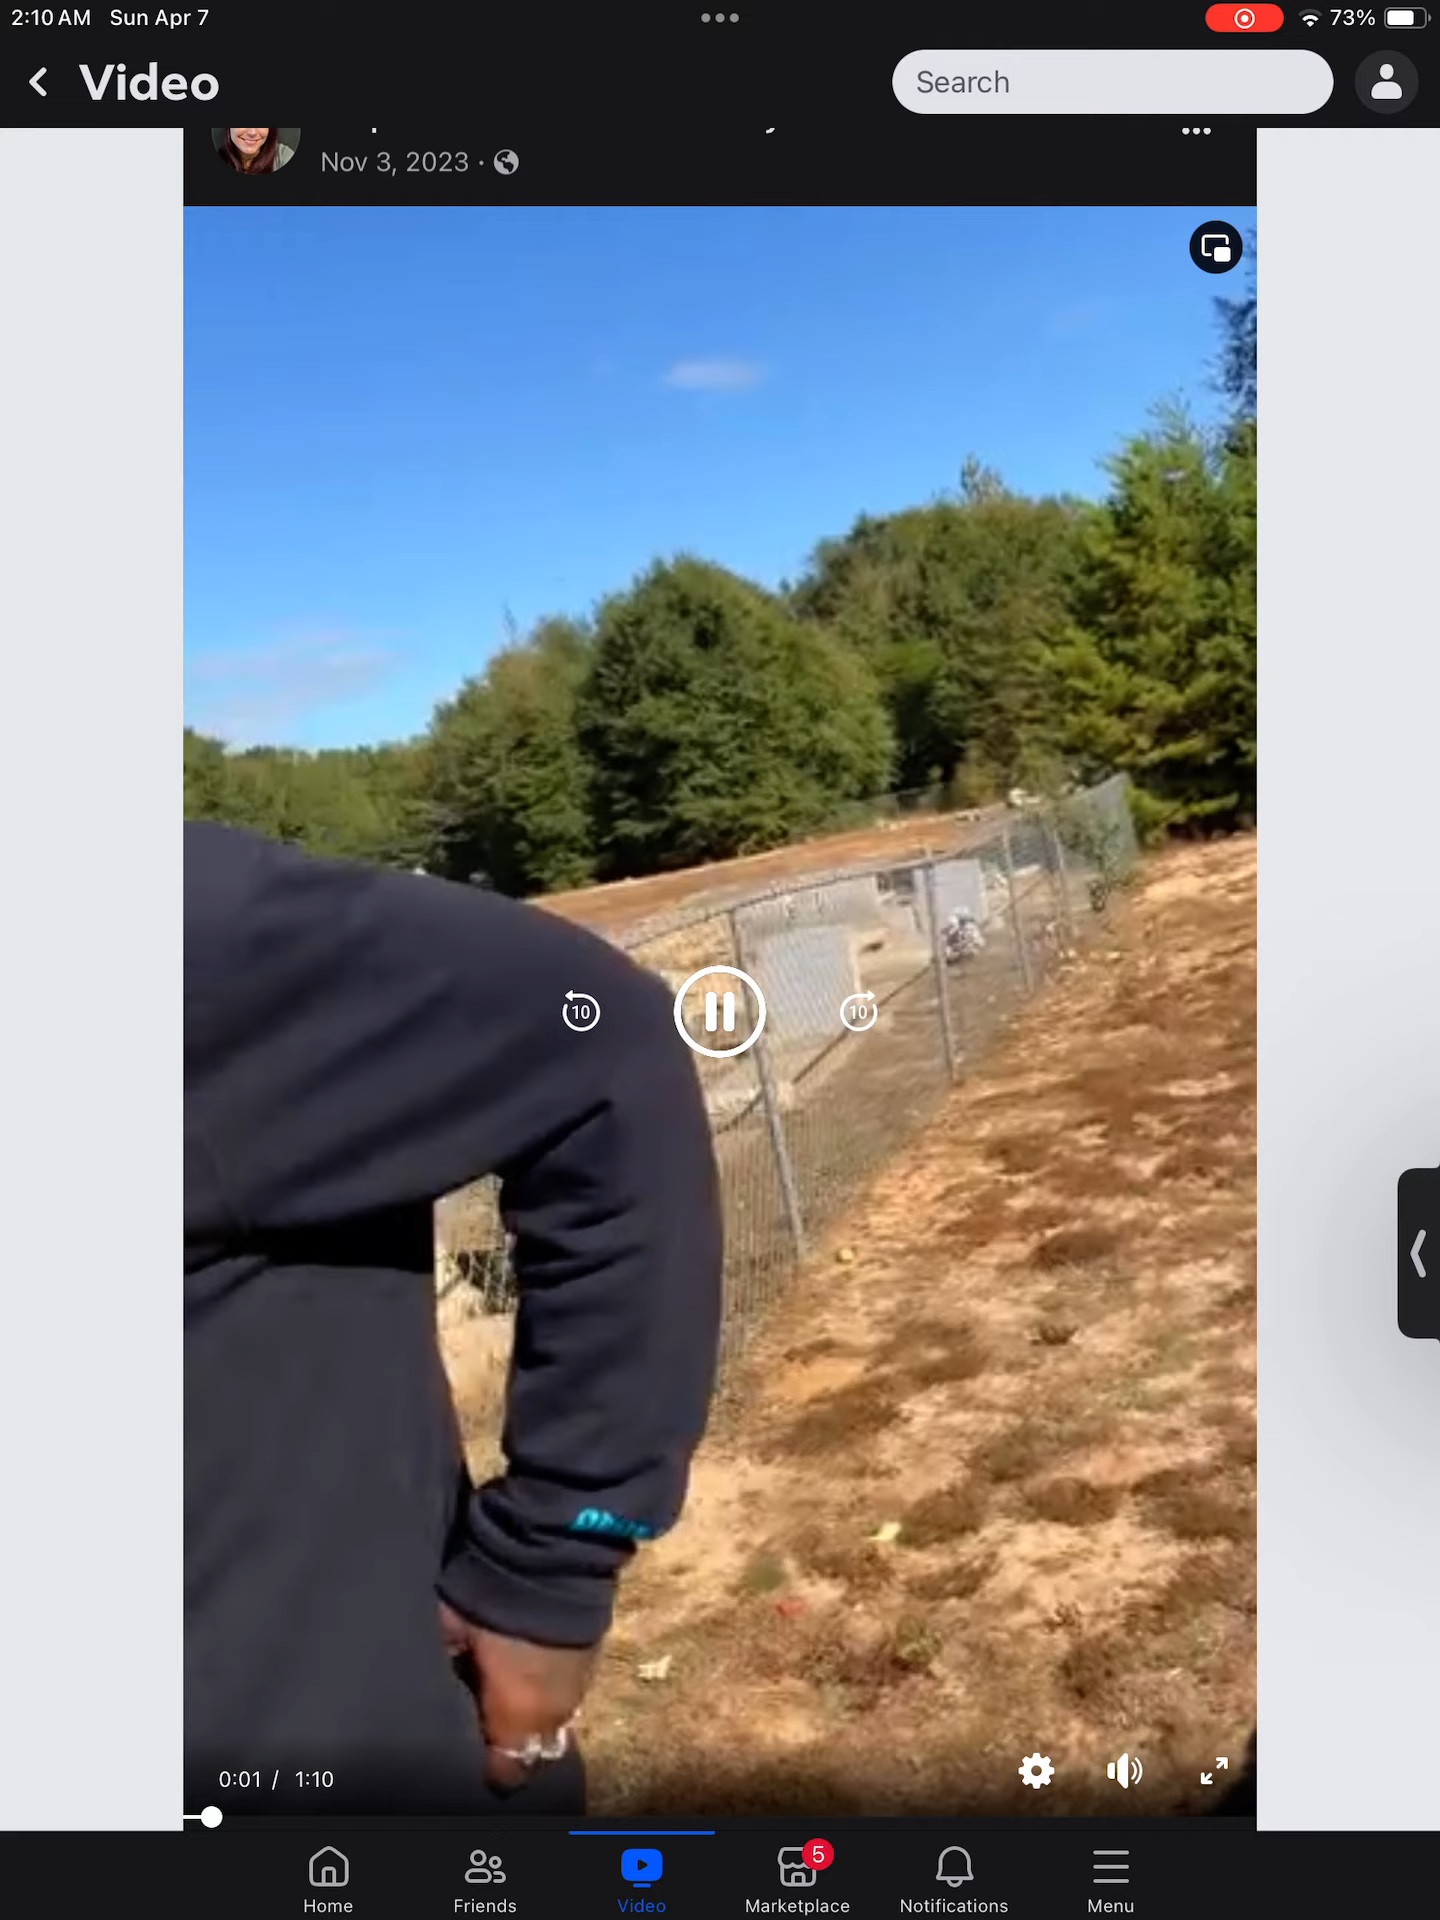 2:10 AM Sun Apr 7
73%
Video
Search
Nov 3, 2023 ·
10
10
0:01 / 1:10
5
Home
Friends
Video
Marketplace
Notifications
Menu